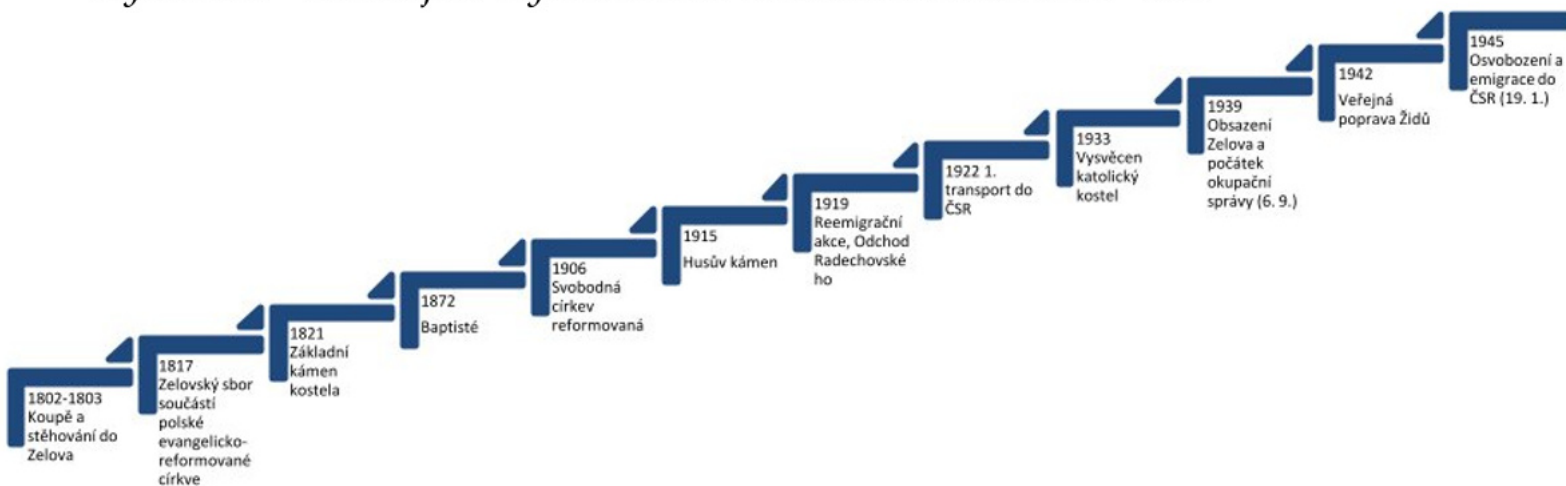 1802-1803
Koupě a
stěhování do
Zelova
1817
Zelovský sbor
součástí
polské
evangelicko-
reformované
církve
1821
Základní
kámen
kostela
1872
Baptisté
1906
Svobodná
církev
reformovaná
1915
Husův kámen
1919
Reemigrační
akce, Odchod
Radechovské
ho
1922 1.
transport do
ČSR
1933
Vysvěcen
katolický
kostel
1939
Obsazení
Zelova a
počátek
okupační
správy (6. 9.)
1942
Veřejná
poprava Židů
1945
Osvobození a
emigrace do
ČSR (19. 1.)